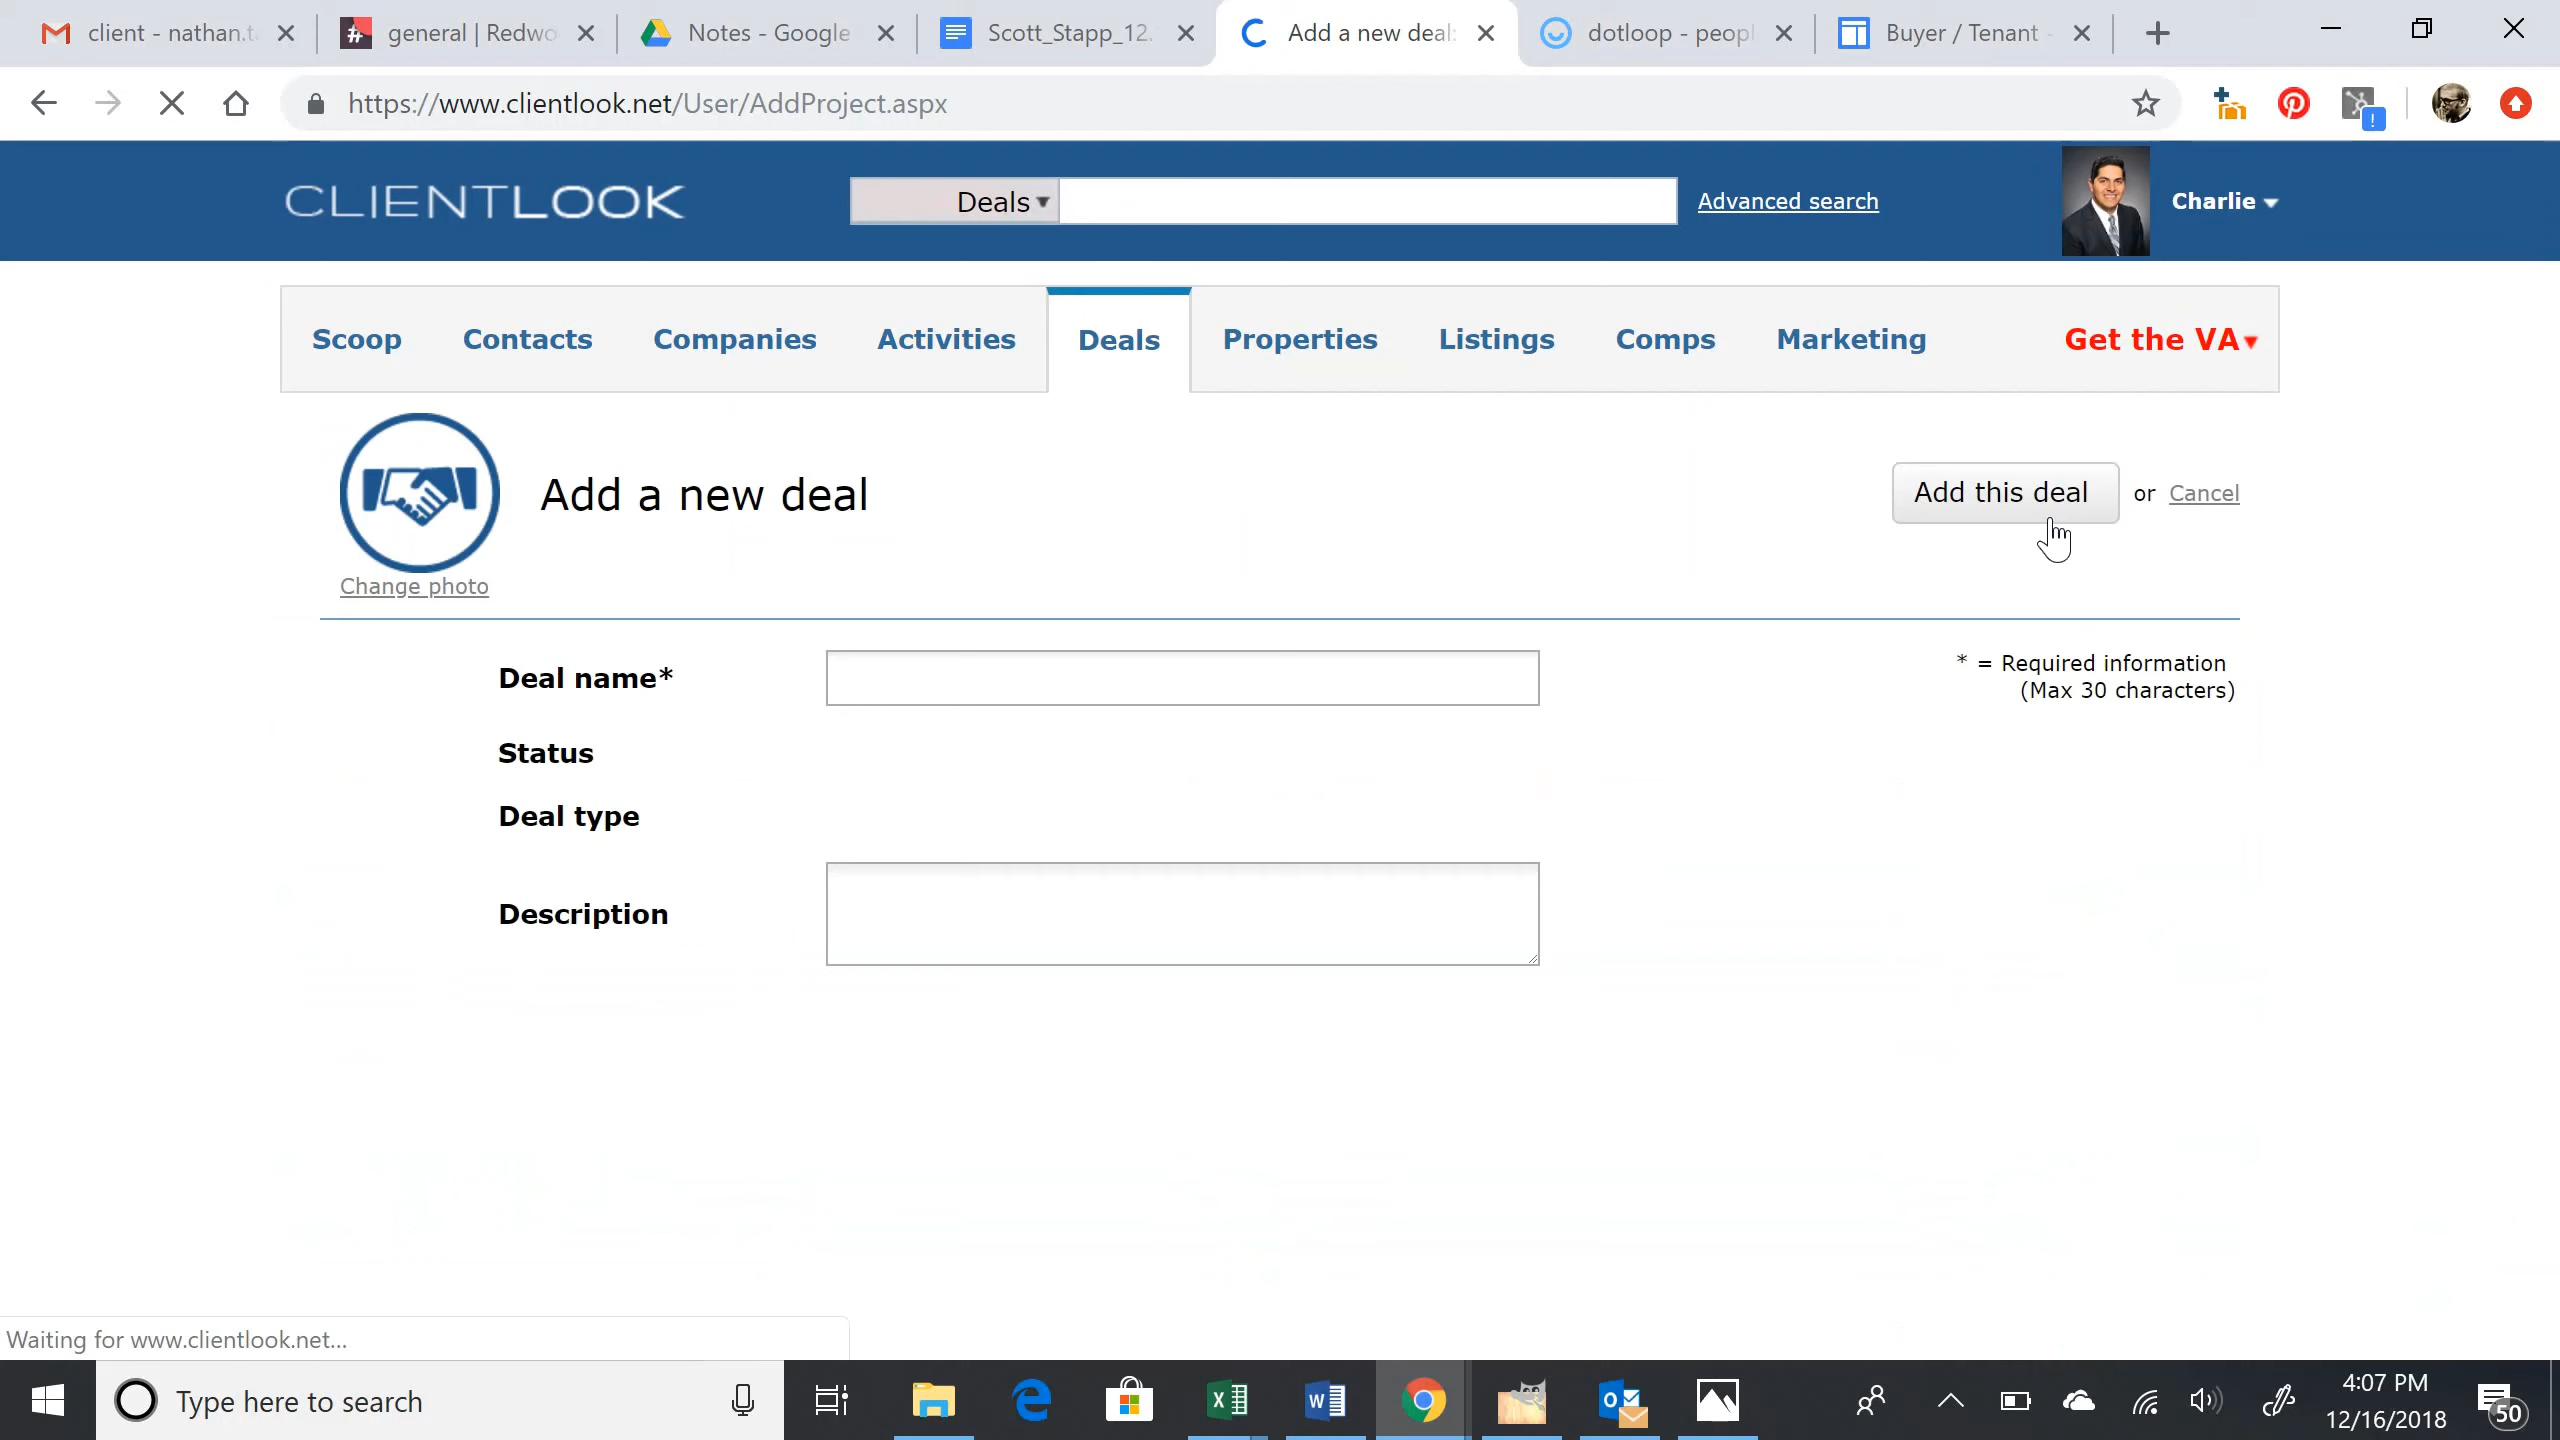 client - nathan.t
general | Redwo
Notes - Google
Scott_Stapp_12.
Add a new deal:
dotloop - peopl
Buyer / Tenant -
https://www.clientlook.net/User/AddProject.aspx
CLIENTLOOK
Deals
Advanced search
Charlie
Scoop
Contacts
Companies
Activities
Deals
Properties
Listings
Comps
Marketing
Get the VA
Add a new deal
Add this deal or Cancel
Change photo
Deal name*
* = Required information
(Max 30 characters)
Status
Deal type
Description
Waiting for www.clientlook.net...
Type here to search
4:07 PM
12/16/2018
50